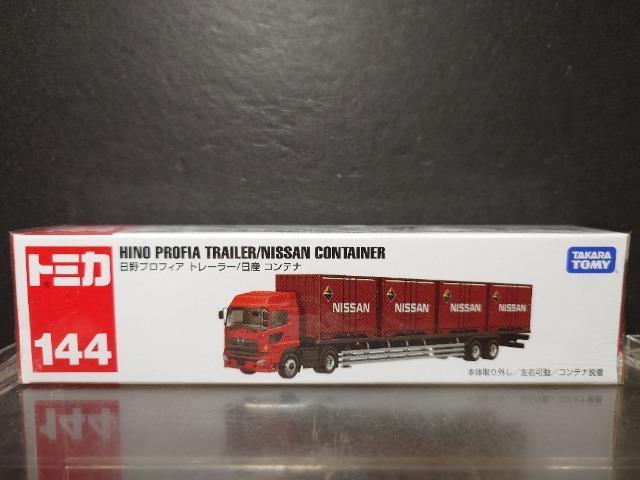 HINO PROFIA TRAILER/NISSAN CONTAINER
日野プロフィア トレーラー/日産 コンテナ
トミカ
144
TAKARA
TOMY
NISSAN NISSAN NISSAN NISSAN
本体取り外し/左右可動/コンテナ脱着